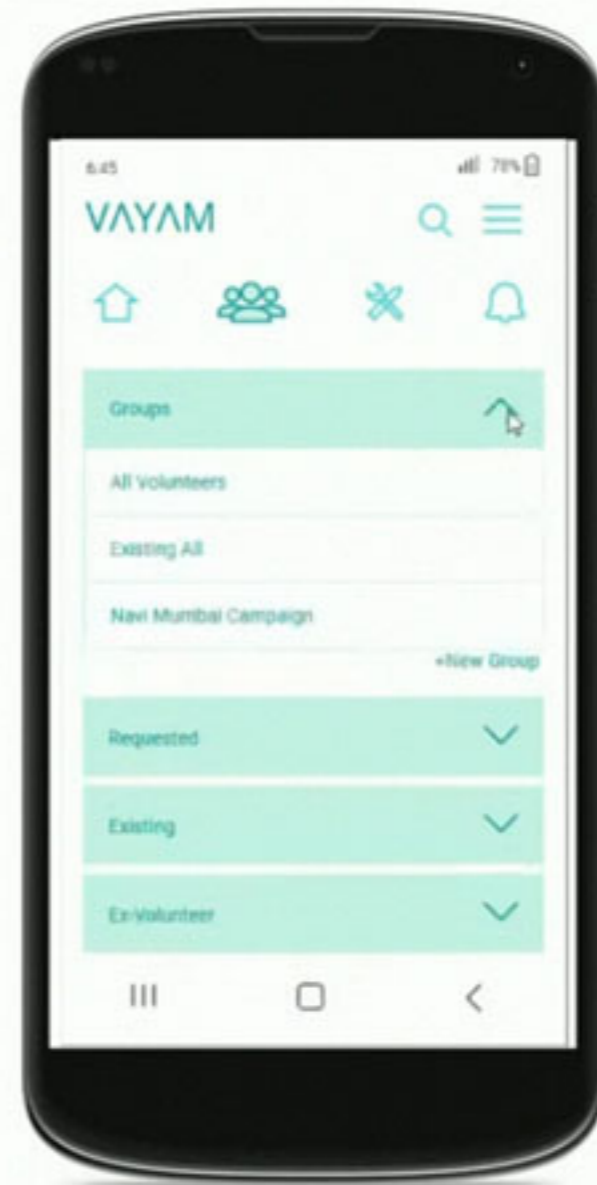 6:45 78%
VAYAM
Groups
All Volunteers
Existing All
Navi Mumbai Campaign
+New Group
Requested
Existing
Ex-Volunteer